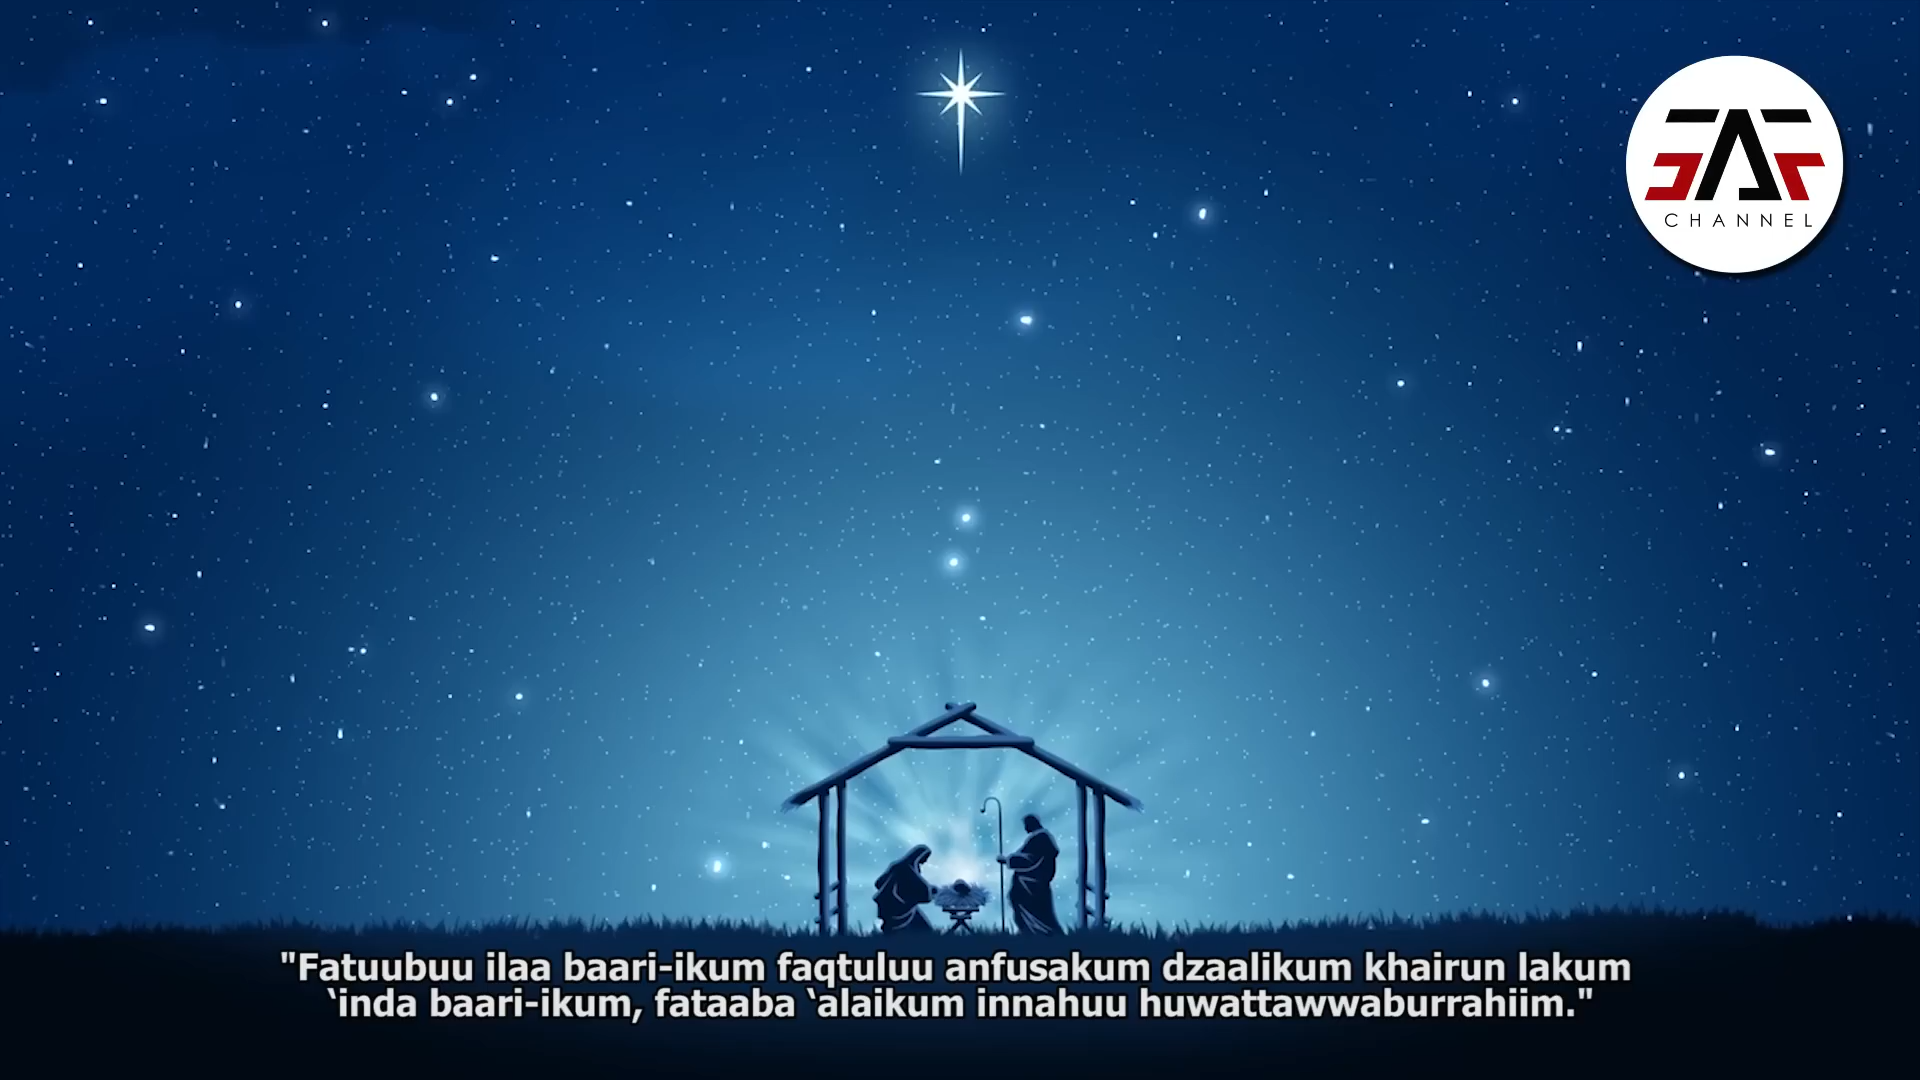 CHANNEL
"Fatuubuu ilaa baari-ikum faqtuluu anfusakum dzaalikum khairun lakum
‘inda baari-ikum, fataaba ‘alaikum innahuu huwattawwaburrahiim."